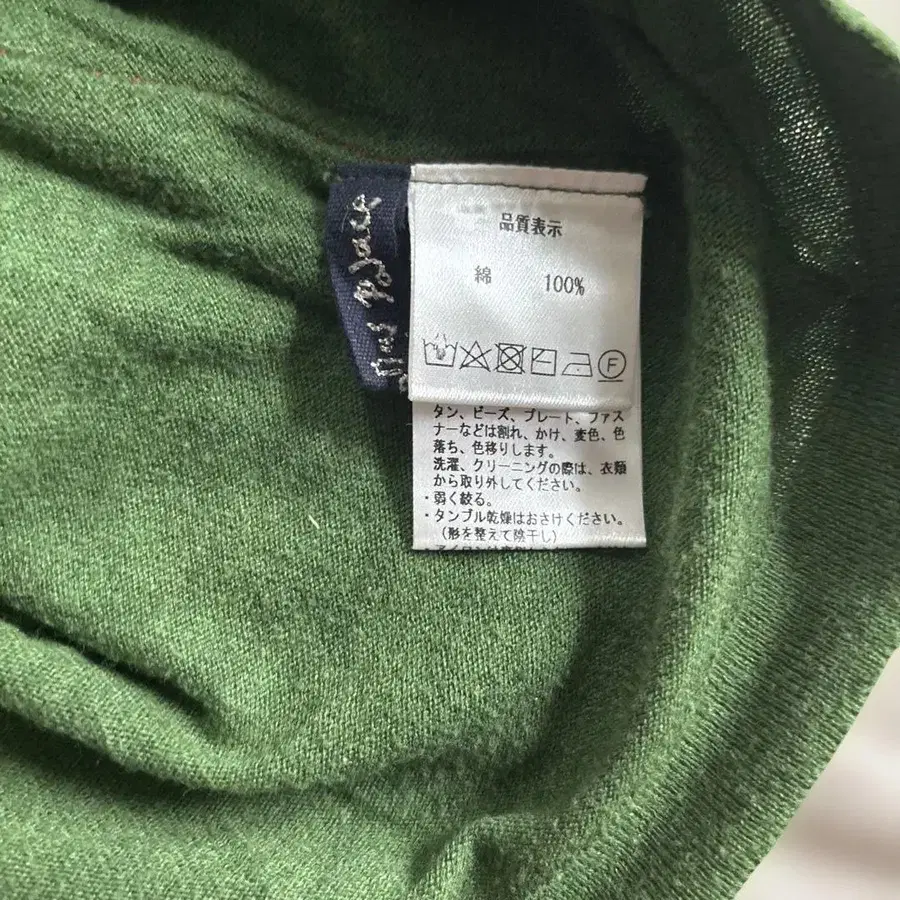 品質表示
綿 100%
F
タン、ビーズ、プレート、ファス
ナーなどは割れ、かけ、変色、色
落ち、色移りします。
洗濯、クリーニングの際は、衣類
から取り外してください。
・弱く絞る。
・タンブル乾燥はおさけください。
(形を整えて陰干し)